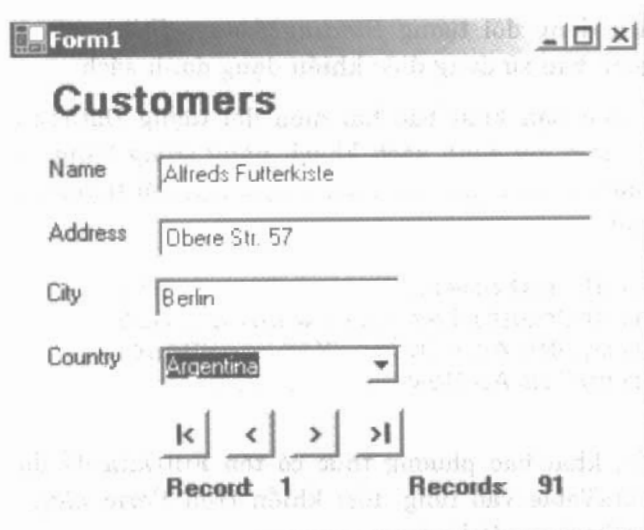 Form1
Customers
Name Alfreds Futterkiste
Address Obere Str. 57
City Berlin
Country Argentina
|< < > >|
Record: 1 Records: 91